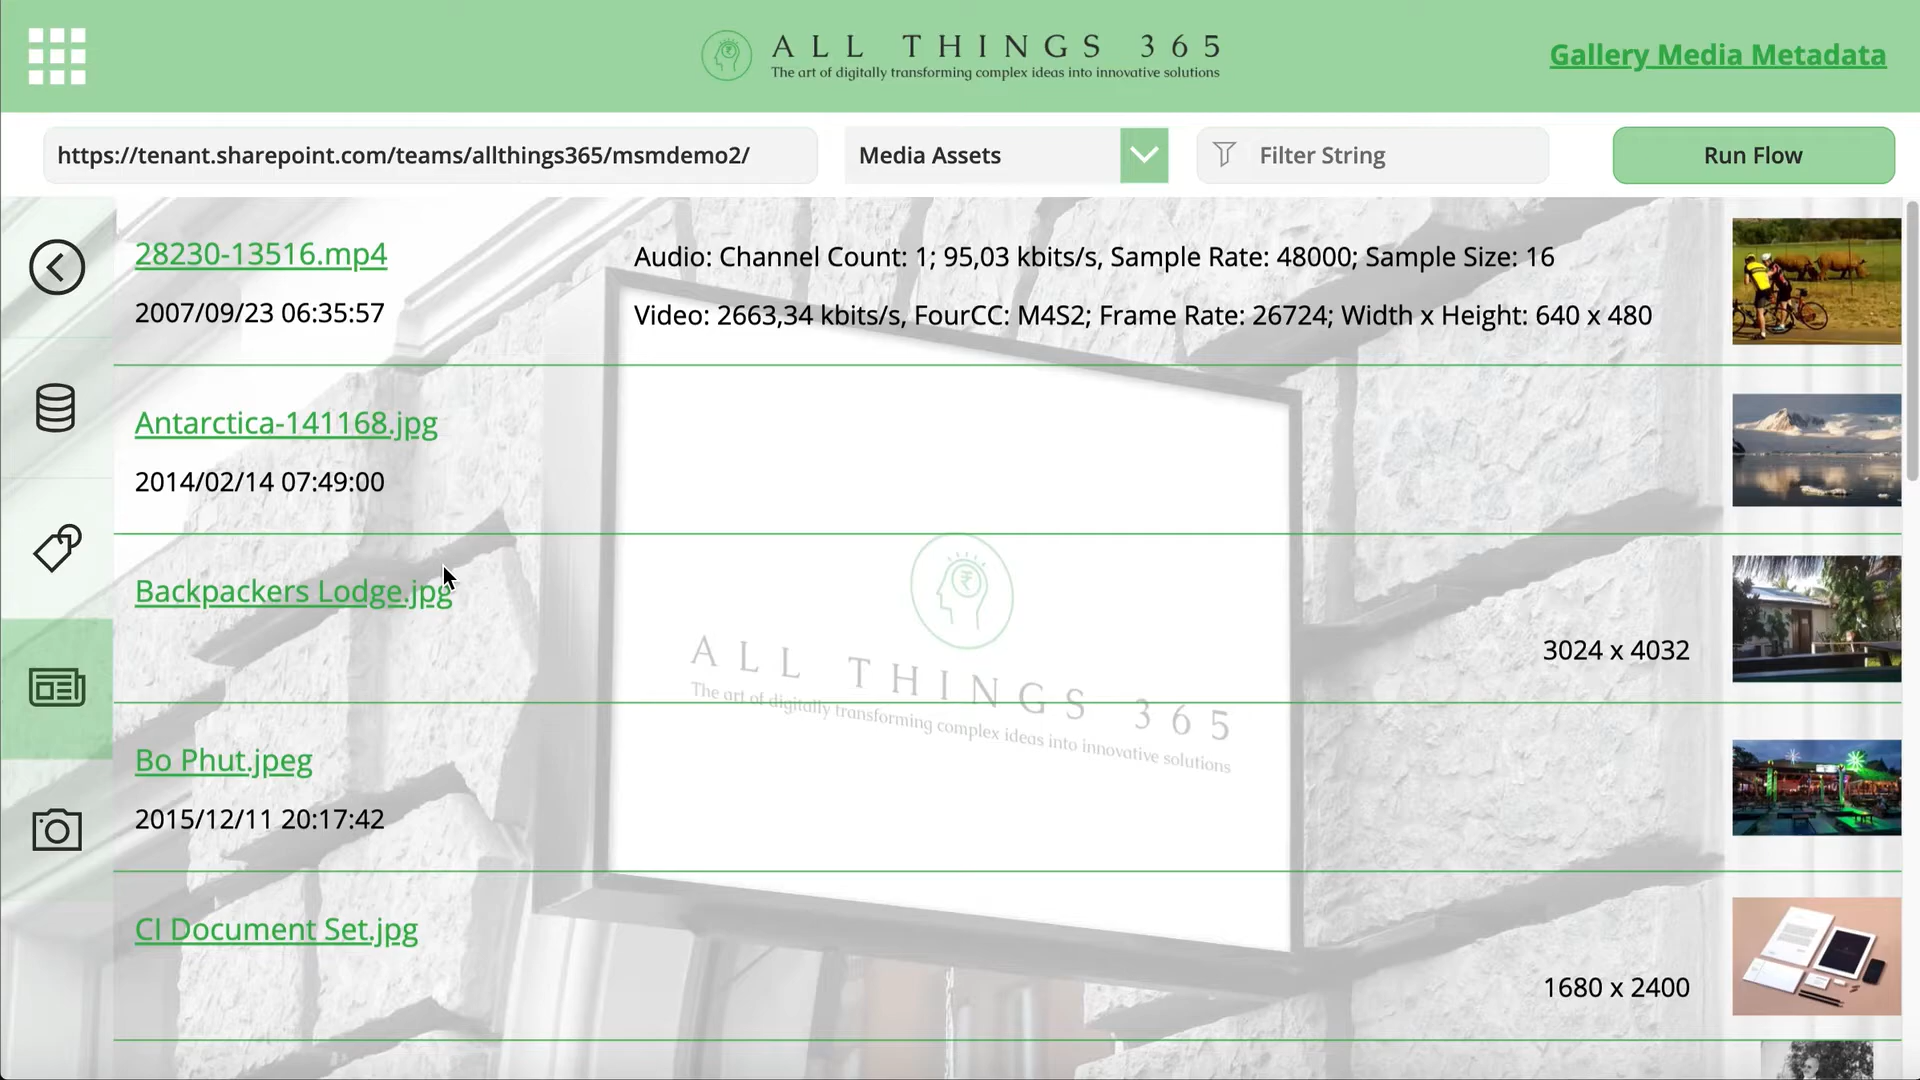 ALL THINGS 365
The art of digitally transforming complex ideas into innovative solutions
Gallery Media Metadata
https://tenant.sharepoint.com/teams/allthings365/msmdemo2/
Media Assets
Filter String
Run Flow
28230-13516.mp4
Audio: Channel Count: 1; 95,03 kbits/s, Sample Rate: 48000; Sample Size: 16
2007/09/23 06:35:57
Video: 2663,34 kbits/s, FourCC: M4S2; Frame Rate: 26724; Width x Height: 640 x 480
Antarctica-141168.jpg
2014/02/14 07:49:00
Backpackers Lodge.jpg
3024 x 4032
₹
ALL THINGS 365
The art of digitally transforming complex ideas into innovative solutions
Bo Phut.jpeg
2015/12/11 20:17:42
CI Document Set.jpg
1680 x 2400